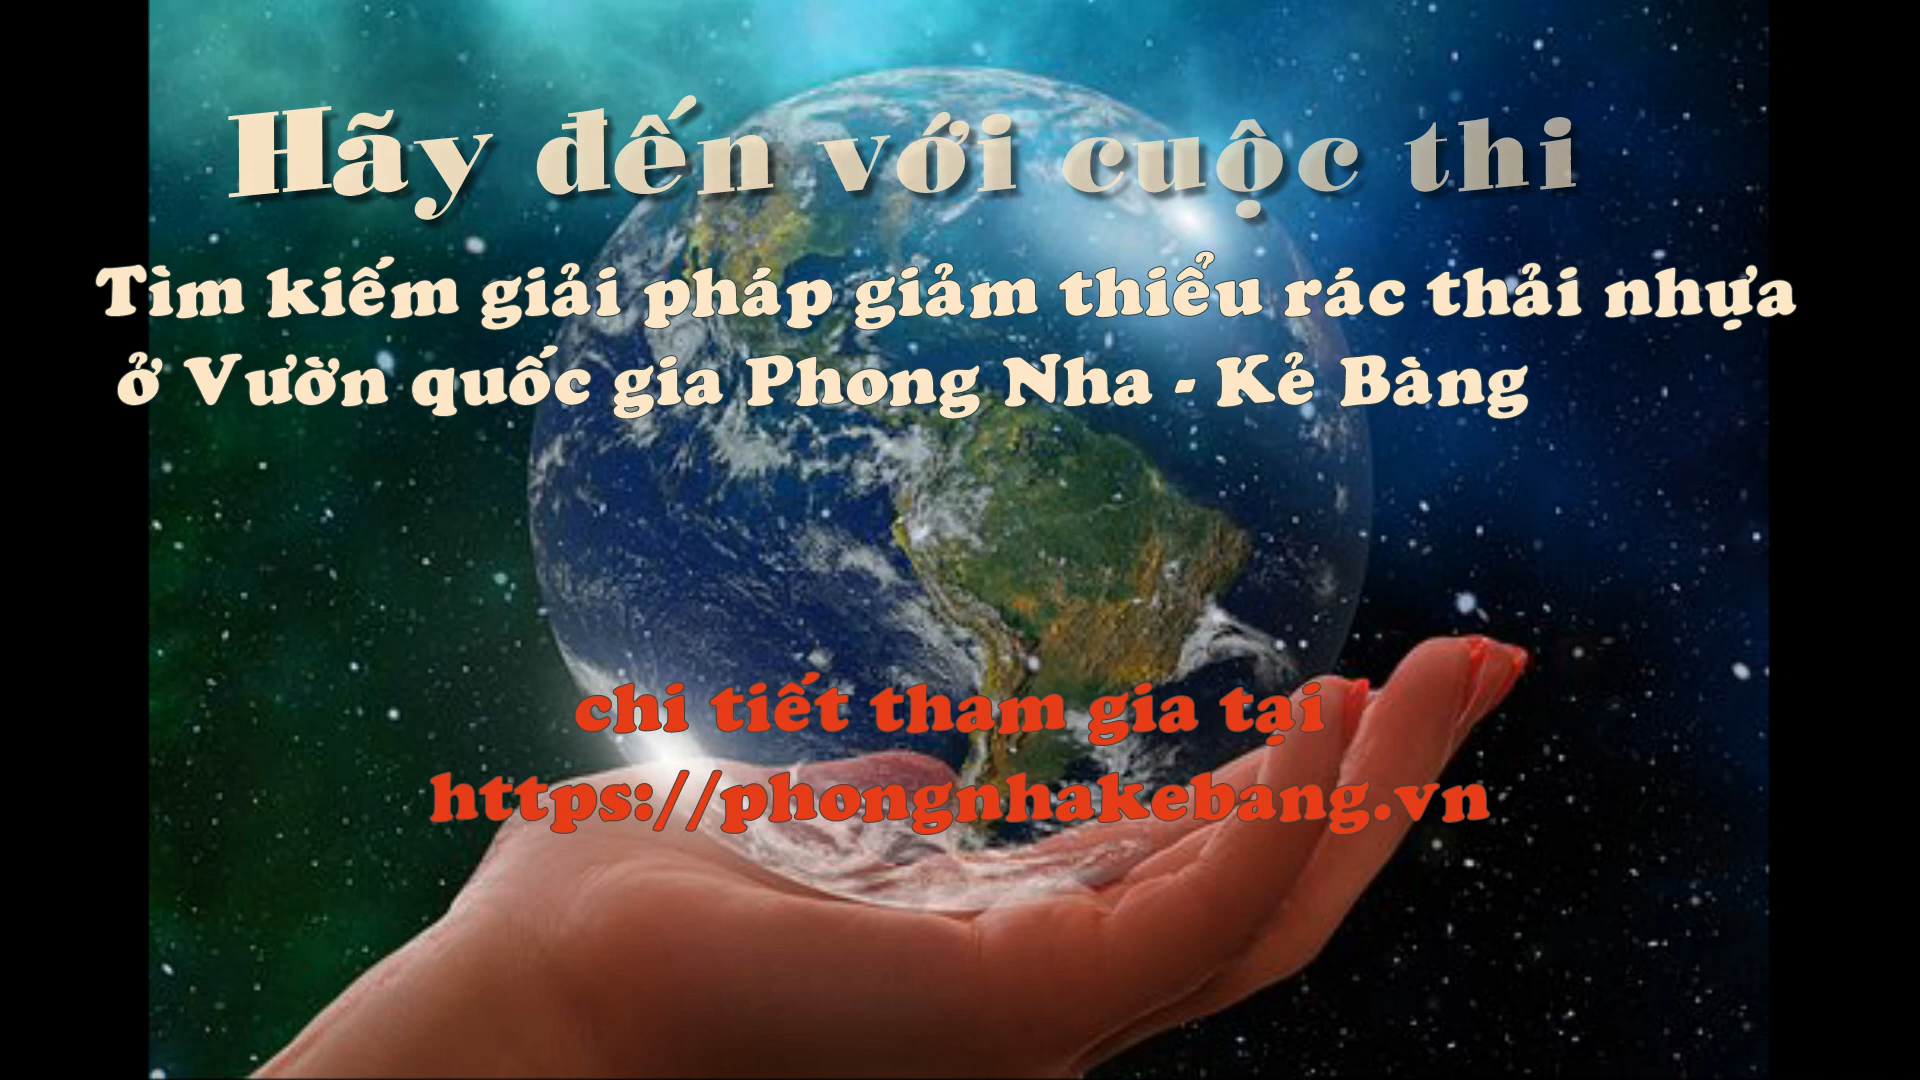 Hãy đến với cuộc thi
Tìm kiếm giải pháp giảm thiểu rác thải nhựa
ở Vườn quốc gia Phong Nha - Kẻ Bàng
chi tiết tham gia tại
https://phongnhakebang.vn